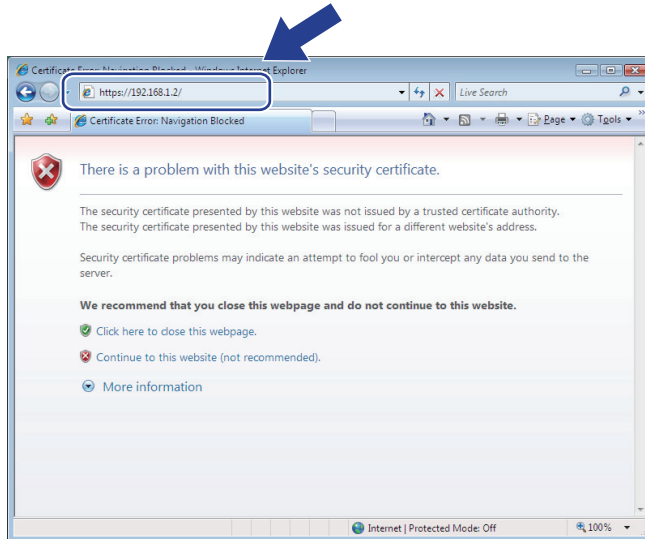 Certificate Error: Navigation Blocked - Windows Internet Explorer
https://192.168.1.2/
Live Search
Certificate Error: Navigation Blocked
Page
Tools
There is a problem with this website's security certificate.
The security certificate presented by this website was not issued by a trusted certificate authority.
The security certificate presented by this website was issued for a different website's address.
Security certificate problems may indicate an attempt to fool you or intercept any data you send to the
server.
We recommend that you close this webpage and do not continue to this website.
Click here to close this webpage.
Continue to this website (not recommended).
More information
Internet | Protected Mode: Off
100%